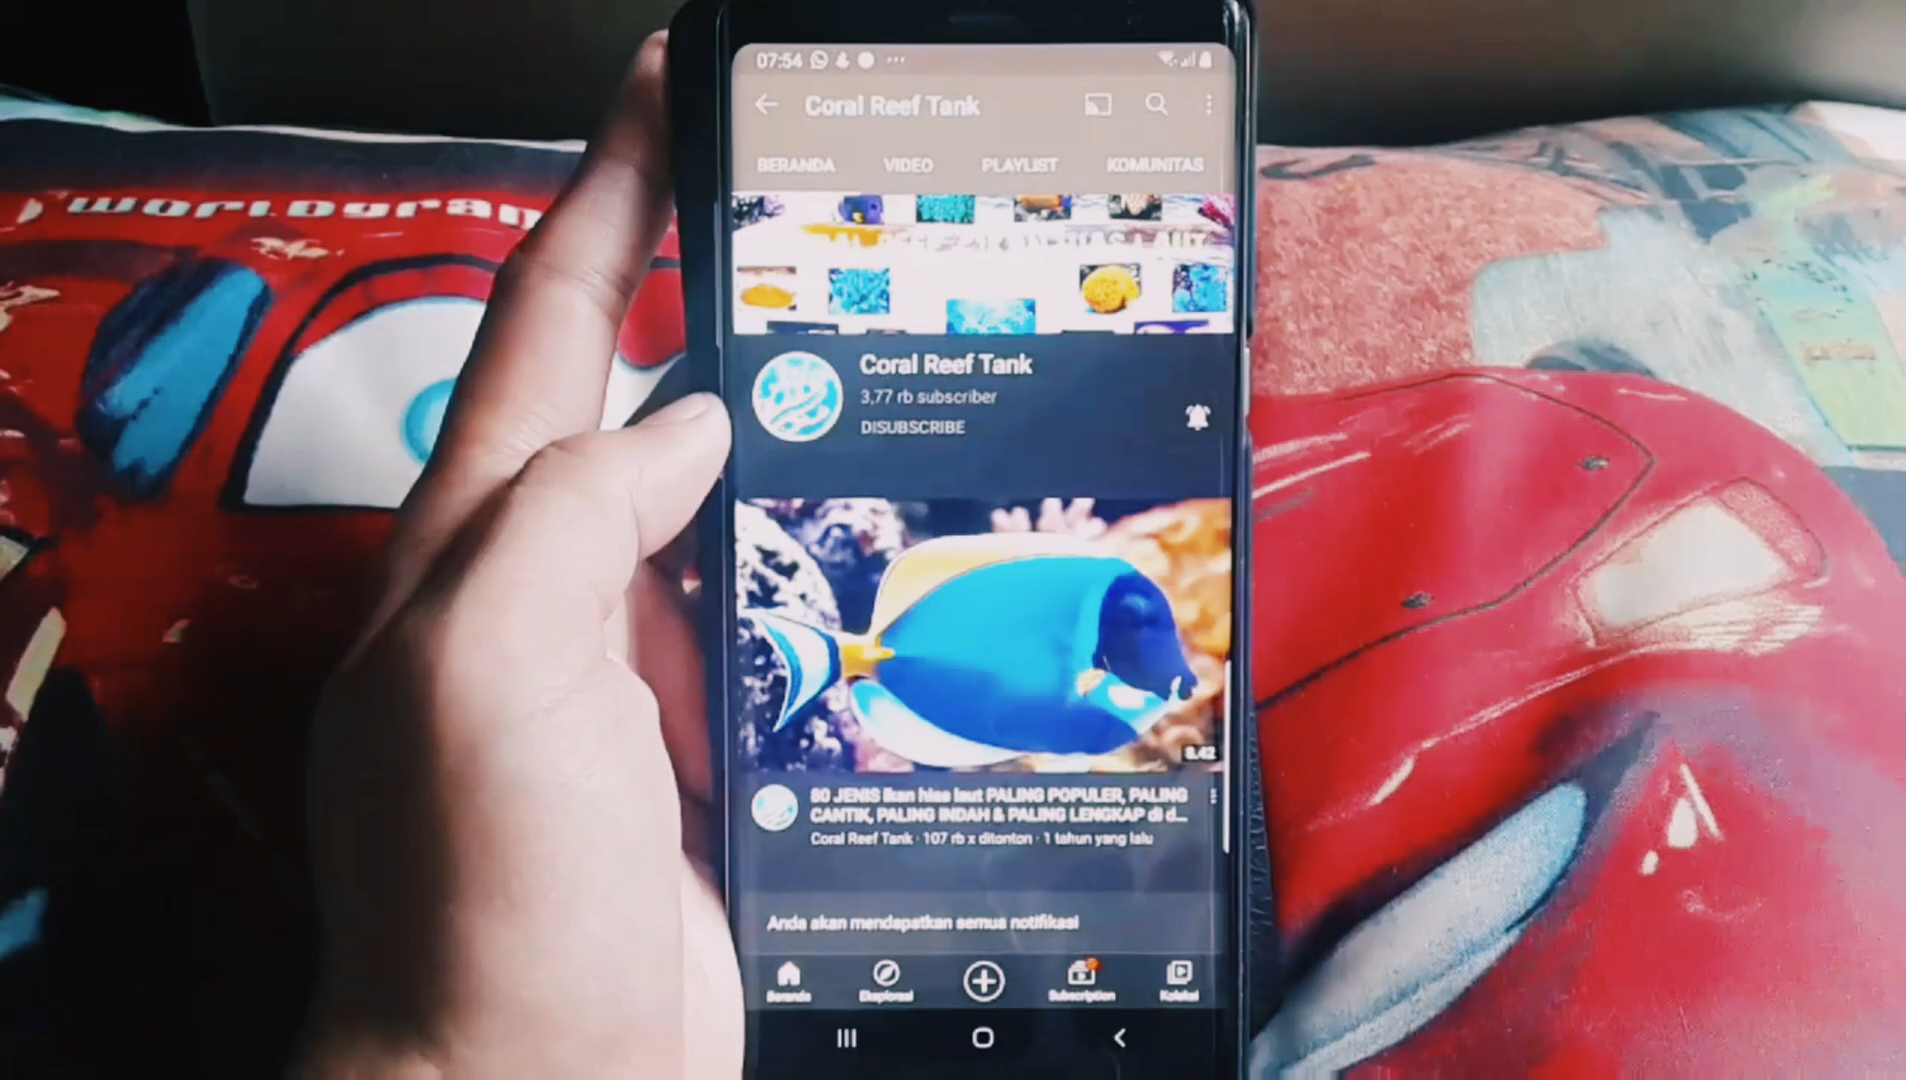 07:54
Coral Reef Tank
BERANDA VIDEO PLAYLIST KOMUNITAS
Coral Reef Tank
3,77 rb subscriber
DISUBSCRIBE
8.42
80 JENIS ikan hias laut PALING POPULER, PALING
CANTIK, PALING INDAH & PALING LENGKAP di d...
Coral Reef Tank · 107 rb x ditonton · 1 tahun yang lalu
Anda akan mendapatkan semua notifikasi
Beranda Eksplorasi Subscription Koleksi